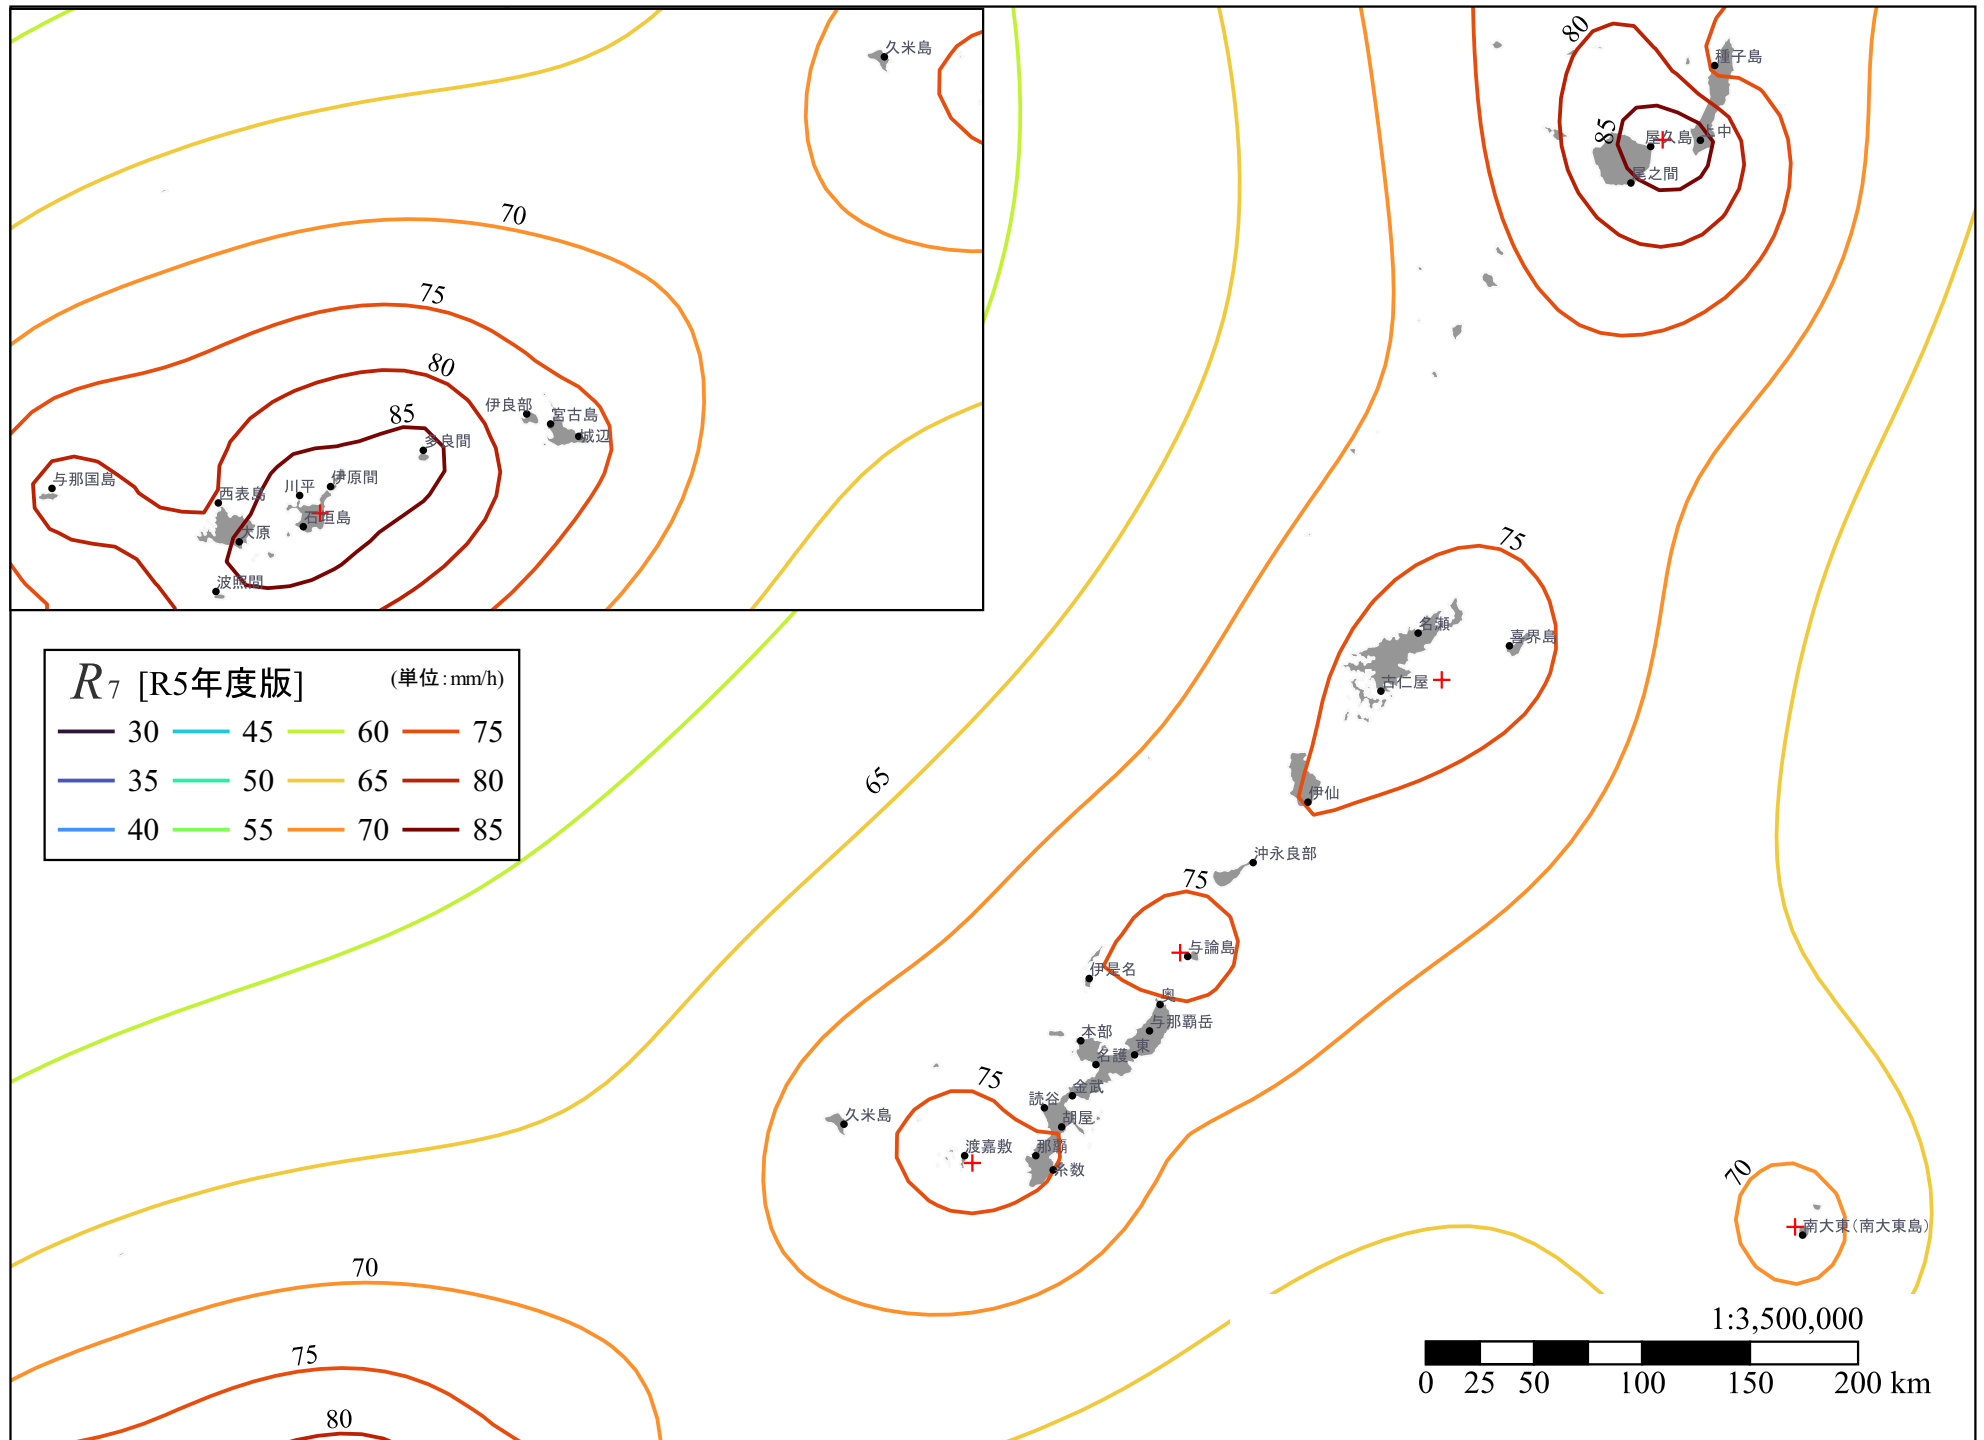 久米島
70
75
80
85
伊良部
宮古島
城辺
多良間
与那国島
西表島
川平
伊原間
石垣島
大原
波照間
80
種子島
85
屋久島
中
尾之間
R7 [R5年度版] (単位:mm/h)
30 45 60 75
35 50 65 80
40 55 70 85
75
名瀬
喜界島
古仁屋
65
伊仙
沖永良部
75
与論島
伊是名
奥
与那覇岳
本部
東
名護
75
金武
読谷
久米島
胡屋
渡嘉敷
那覇
糸数
70
南大東(南大東島)
70
75
80
1:3,500,000
0 25 50 100 150 200 km